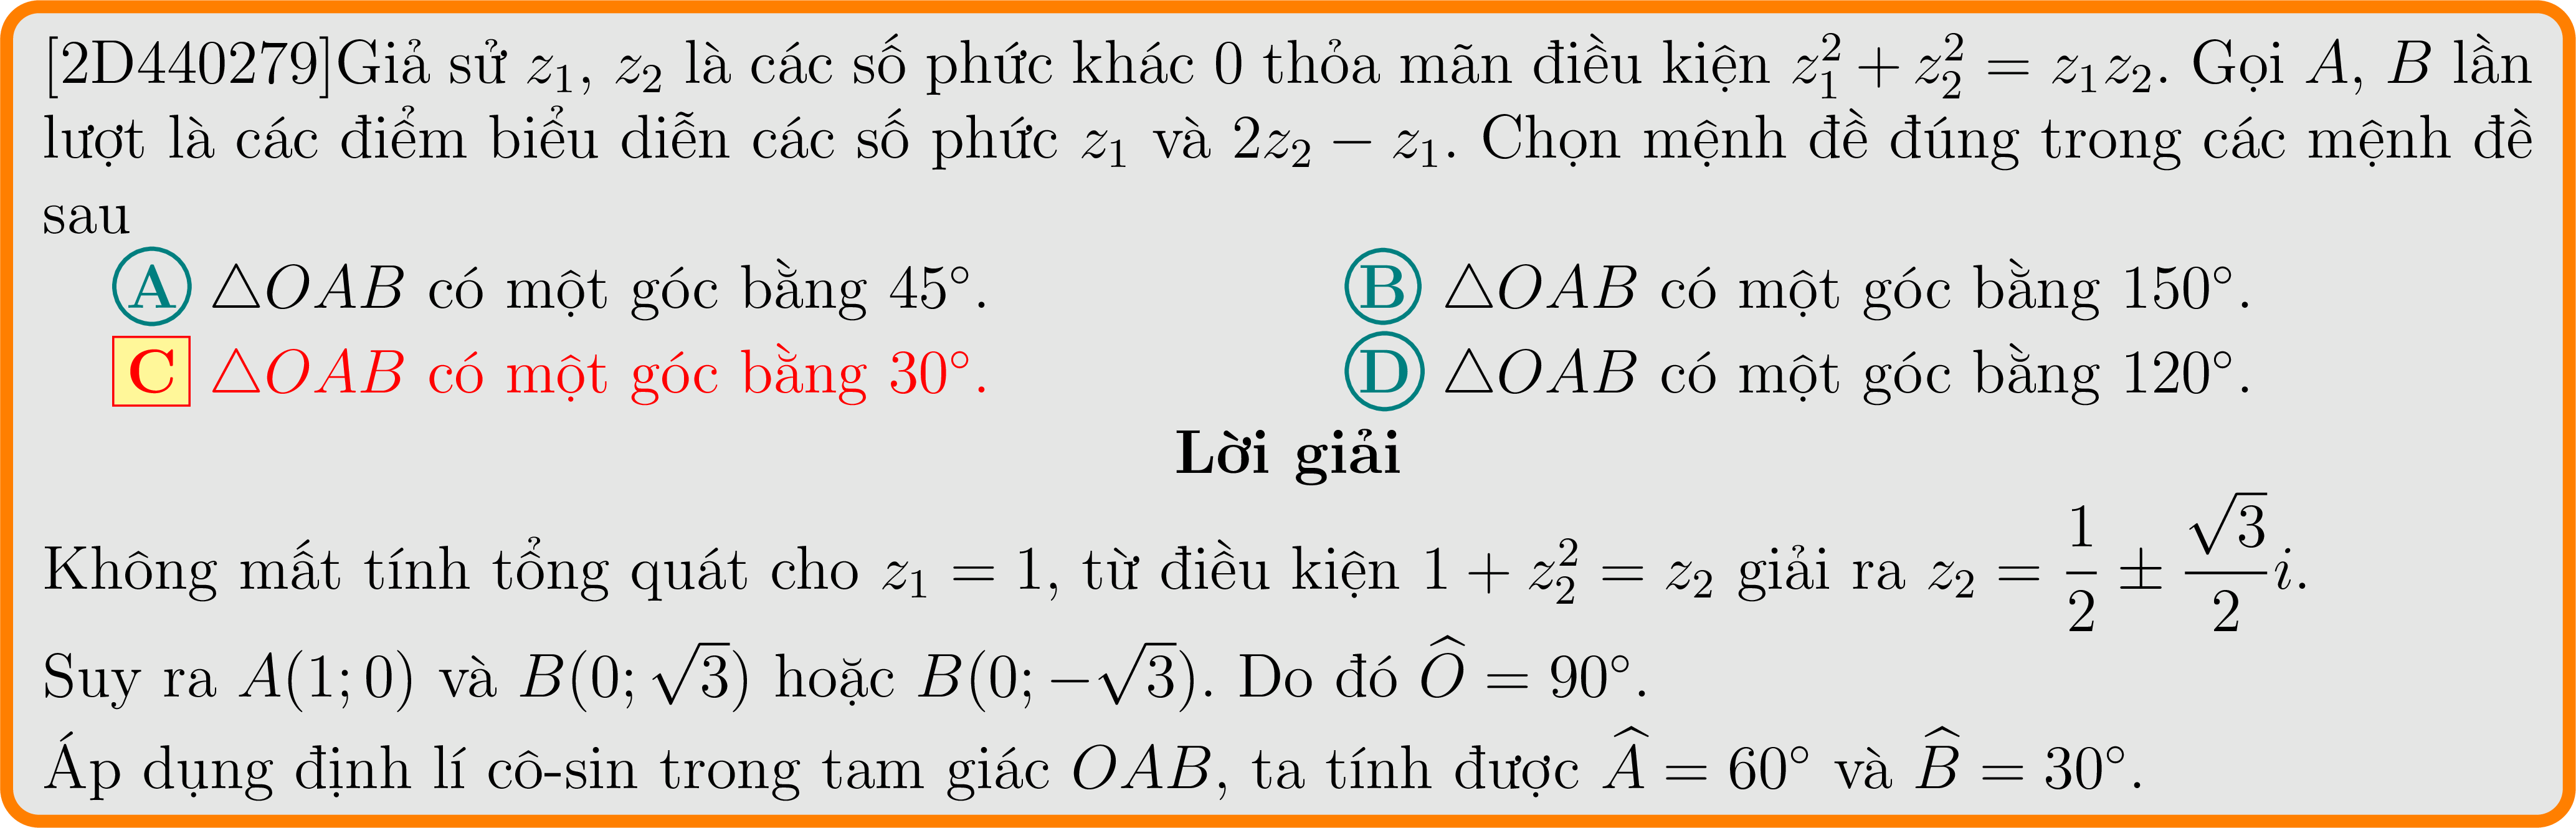 [2D440279]Giả sử $z_1$, $z_2$ là các số phức khác 0 thỏa mãn điều kiện $z_1^2 + z_2^2 = z_1z_2$. Gọi $A$, $B$ lần
lượt là các điểm biểu diễn các số phức $z_1$ và $2z_2 - z_1$. Chọn mệnh đề đúng trong các mệnh đề
sau
A △OAB có một góc bằng 45°. B △OAB có một góc bằng 150°.
C △OAB có một góc bằng 30°. D △OAB có một góc bằng 120°.
Lời giải
Không mất tính tổng quát cho $z_1 = 1$, từ điều kiện $1 + z_2^2 = z_2$ giải ra $z_2 = \dfrac{1}{2} \pm \dfrac{\sqrt{3}}{2}i$.
Suy ra $A(1; 0)$ và $B(0; \sqrt{3})$ hoặc $B(0; -\sqrt{3})$. Do đó $\widehat{O} = 90°$.
Áp dụng định lí cô-sin trong tam giác $OAB$, ta tính được $\widehat{A} = 60°$ và $\widehat{B} = 30°$.